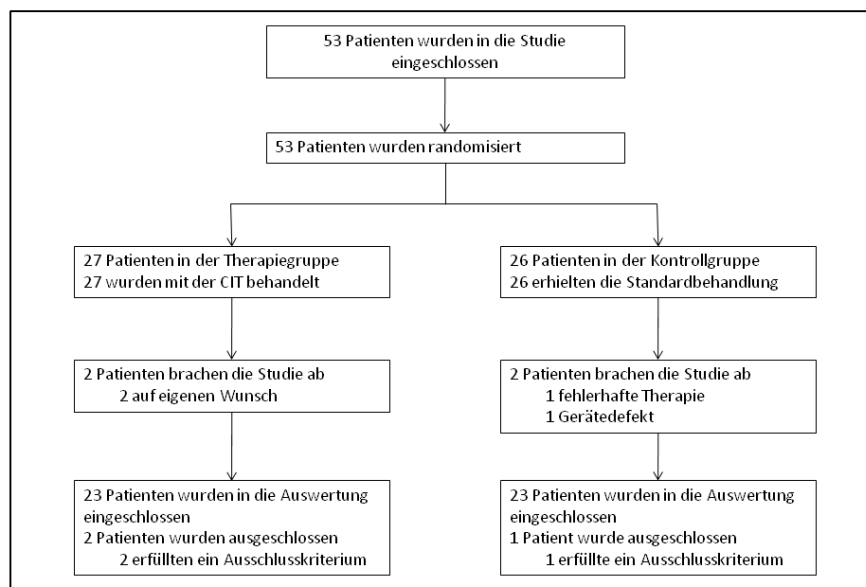 53 Patienten wurden in die Studie
eingeschlossen
53 Patienten wurden randomisiert
27 Patienten in der Therapiegruppe
27 wurden mit der CIT behandelt
26 Patienten in der Kontrollgruppe
26 erhielten die Standardbehandlung
2 Patienten brachen die Studie ab
2 auf eigenen Wunsch
2 Patienten brachen die Studie ab
1 fehlerhafte Therapie
1 Gerätedefekt
23 Patienten wurden in die Auswertung
eingeschlossen
2 Patienten wurden ausgeschlossen
2 erfüllten ein Ausschlusskriterium
23 Patienten wurden in die Auswertung
eingeschlossen
1 Patient wurde ausgeschlossen
1 erfüllte ein Ausschlusskriterium